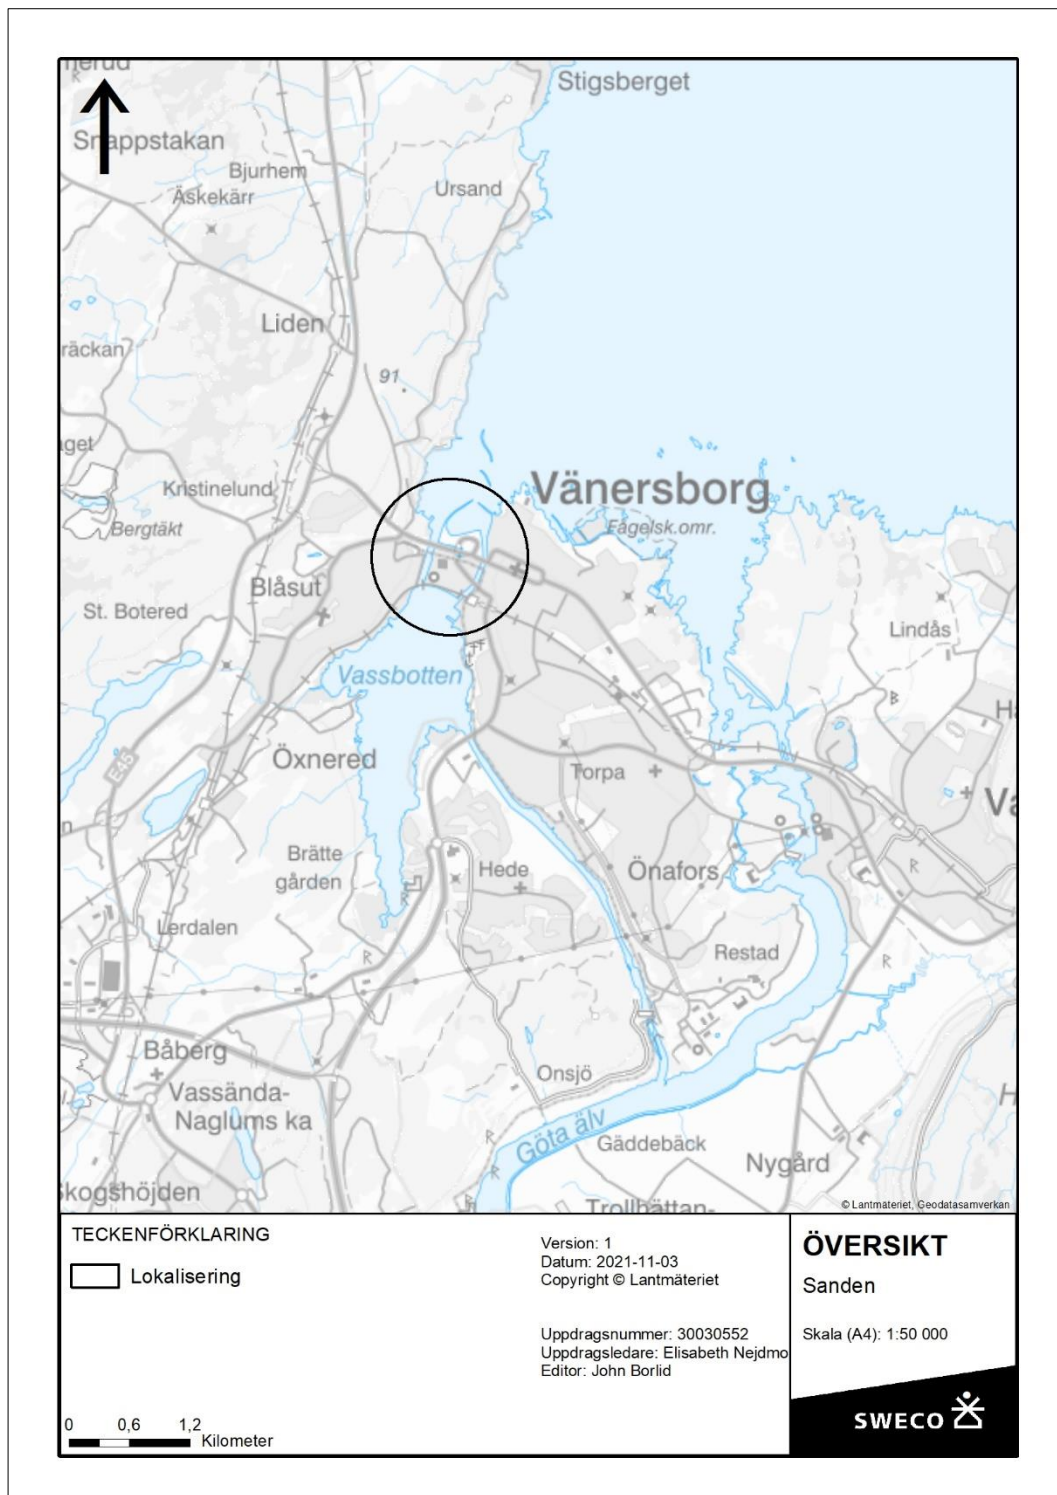 Stigsberget
Snappstakan
Bjurhem
Äskekärr
Ursand
Liden
räckan
91
Vänersborg
Fågelsk.omr.
Kristinelund
Bergtäkt
Blåsut
St. Botered
Lindås
Vassbotten
E45
Öxnered
Torpa
Brätte
gården
Hede
Önafors
Lerdalen
Restad
Båberg
Onsjö
Vassända-
Naglums ka
Göta älv
Gäddebäck
Nygård
Skogshöjden
Trollhättan-
© Lantmäteriet, Geodatasamverkan
TECKENFÖRKLARING
Lokalisering
Version: 1
Datum: 2021-11-03
Copyright © Lantmäteriet
Uppdragsnummer: 30030552
Uppdragsledare: Elisabeth Nejdmo
Editor: John Borlid
ÖVERSIKT
Sanden
Skala (A4): 1:50 000
0 0,6 1,2
Kilometer
SWECO